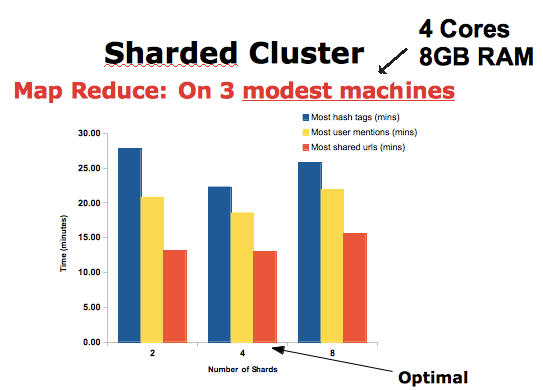 4 Cores
8GB RAM
Sharded Cluster
Map Reduce: On 3 modest machines
Most hash tags (mins)
Most user mentions (mins)
Most shared urls (mins)
30.00
25.00
20.00
15.00
10.00
5.00
0.00
Time (minutes)
2 4 8
Number of Shards
Optimal